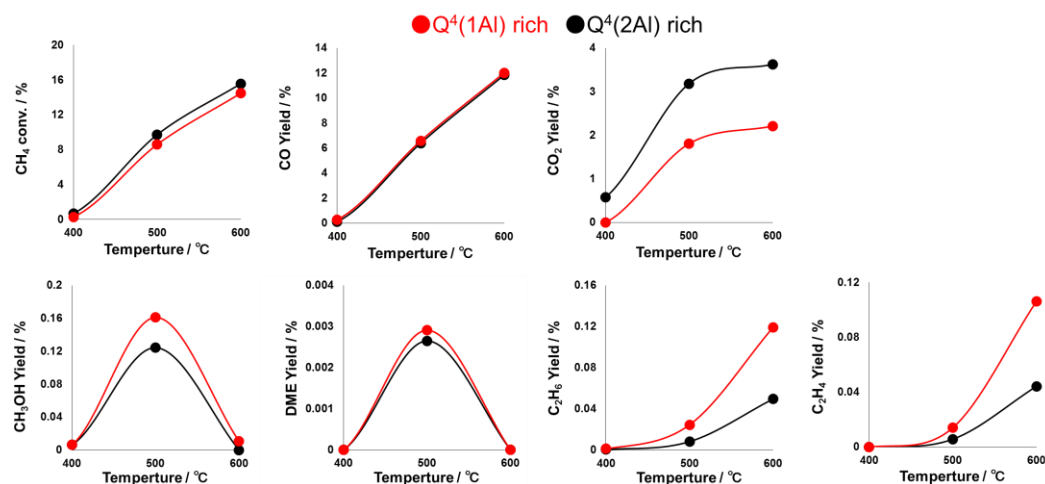 Q⁴(1Al) rich Q⁴(2Al) rich
CH₄ conv. / %
20
16
12
8
4
0
400 500 600
Temperture / ℃
CO Yield / %
14
12
10
8
6
4
2
0
400 500 600
Temperture / ℃
CO₂ Yield / %
4
3
2
1
0
400 500 600
Temperture / ℃
CH₃OH Yield / %
0.2
0.16
0.12
0.08
0.04
0
400 500 600
Temperture / ℃
DME Yield / %
0.004
0.003
0.002
0.001
0
400 500 600
Temperture / ℃
C₂H₆ Yield / %
0.16
0.12
0.08
0.04
0
400 500 600
Temperture / ℃
C₂H₄ Yield / %
0.12
0.08
0.04
0
400 500 600
Temperture / ℃